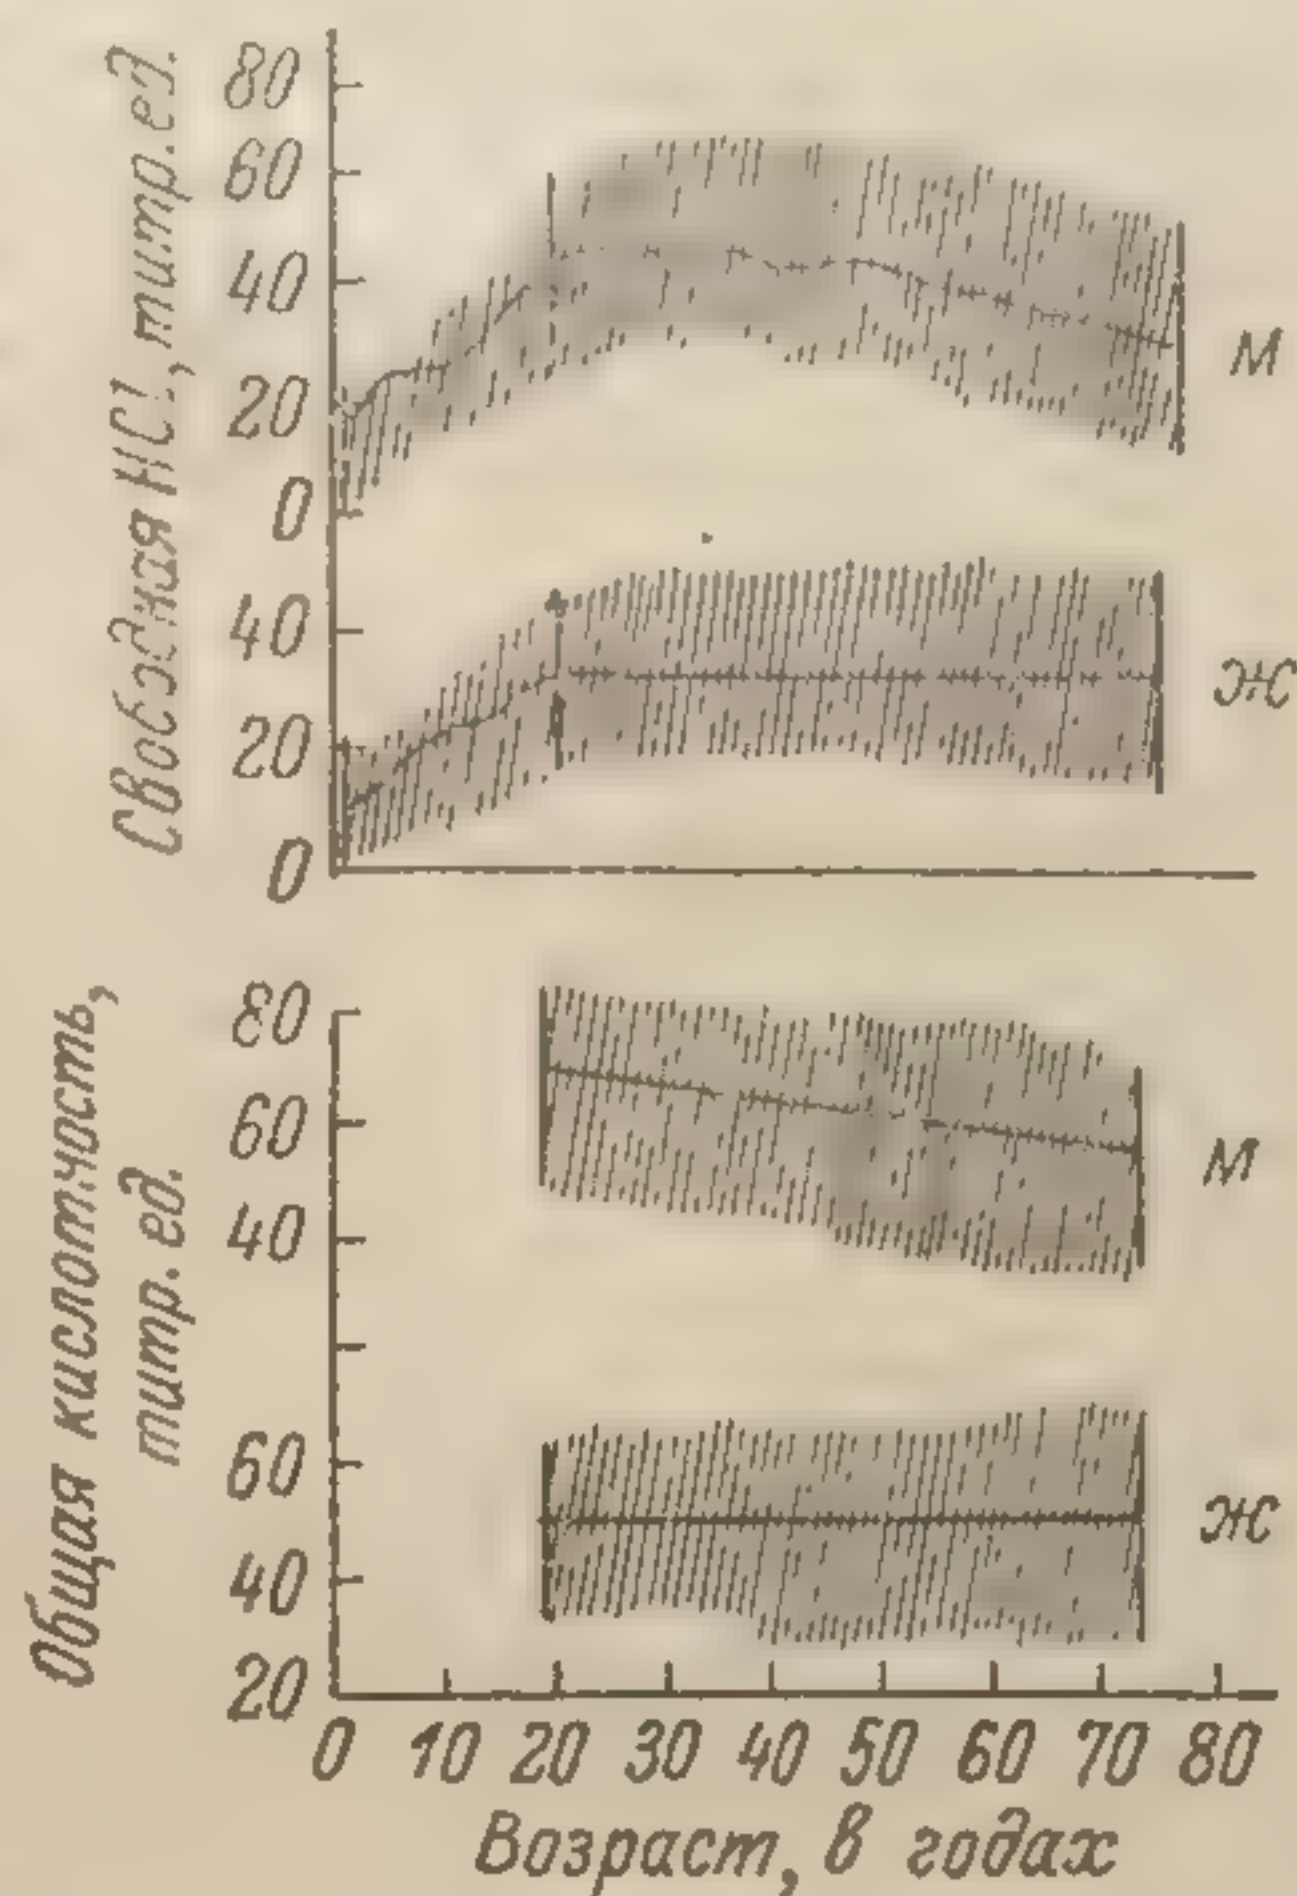 Свободная HCl, титр.ед.
80
60
40
20
0
М
40
20
0
Ж
Общая кислотность,
титр. ед.
80
60
40
М
60
40
20
Ж
0 10 20 30 40 50 60 70 80
Возраст, в годах